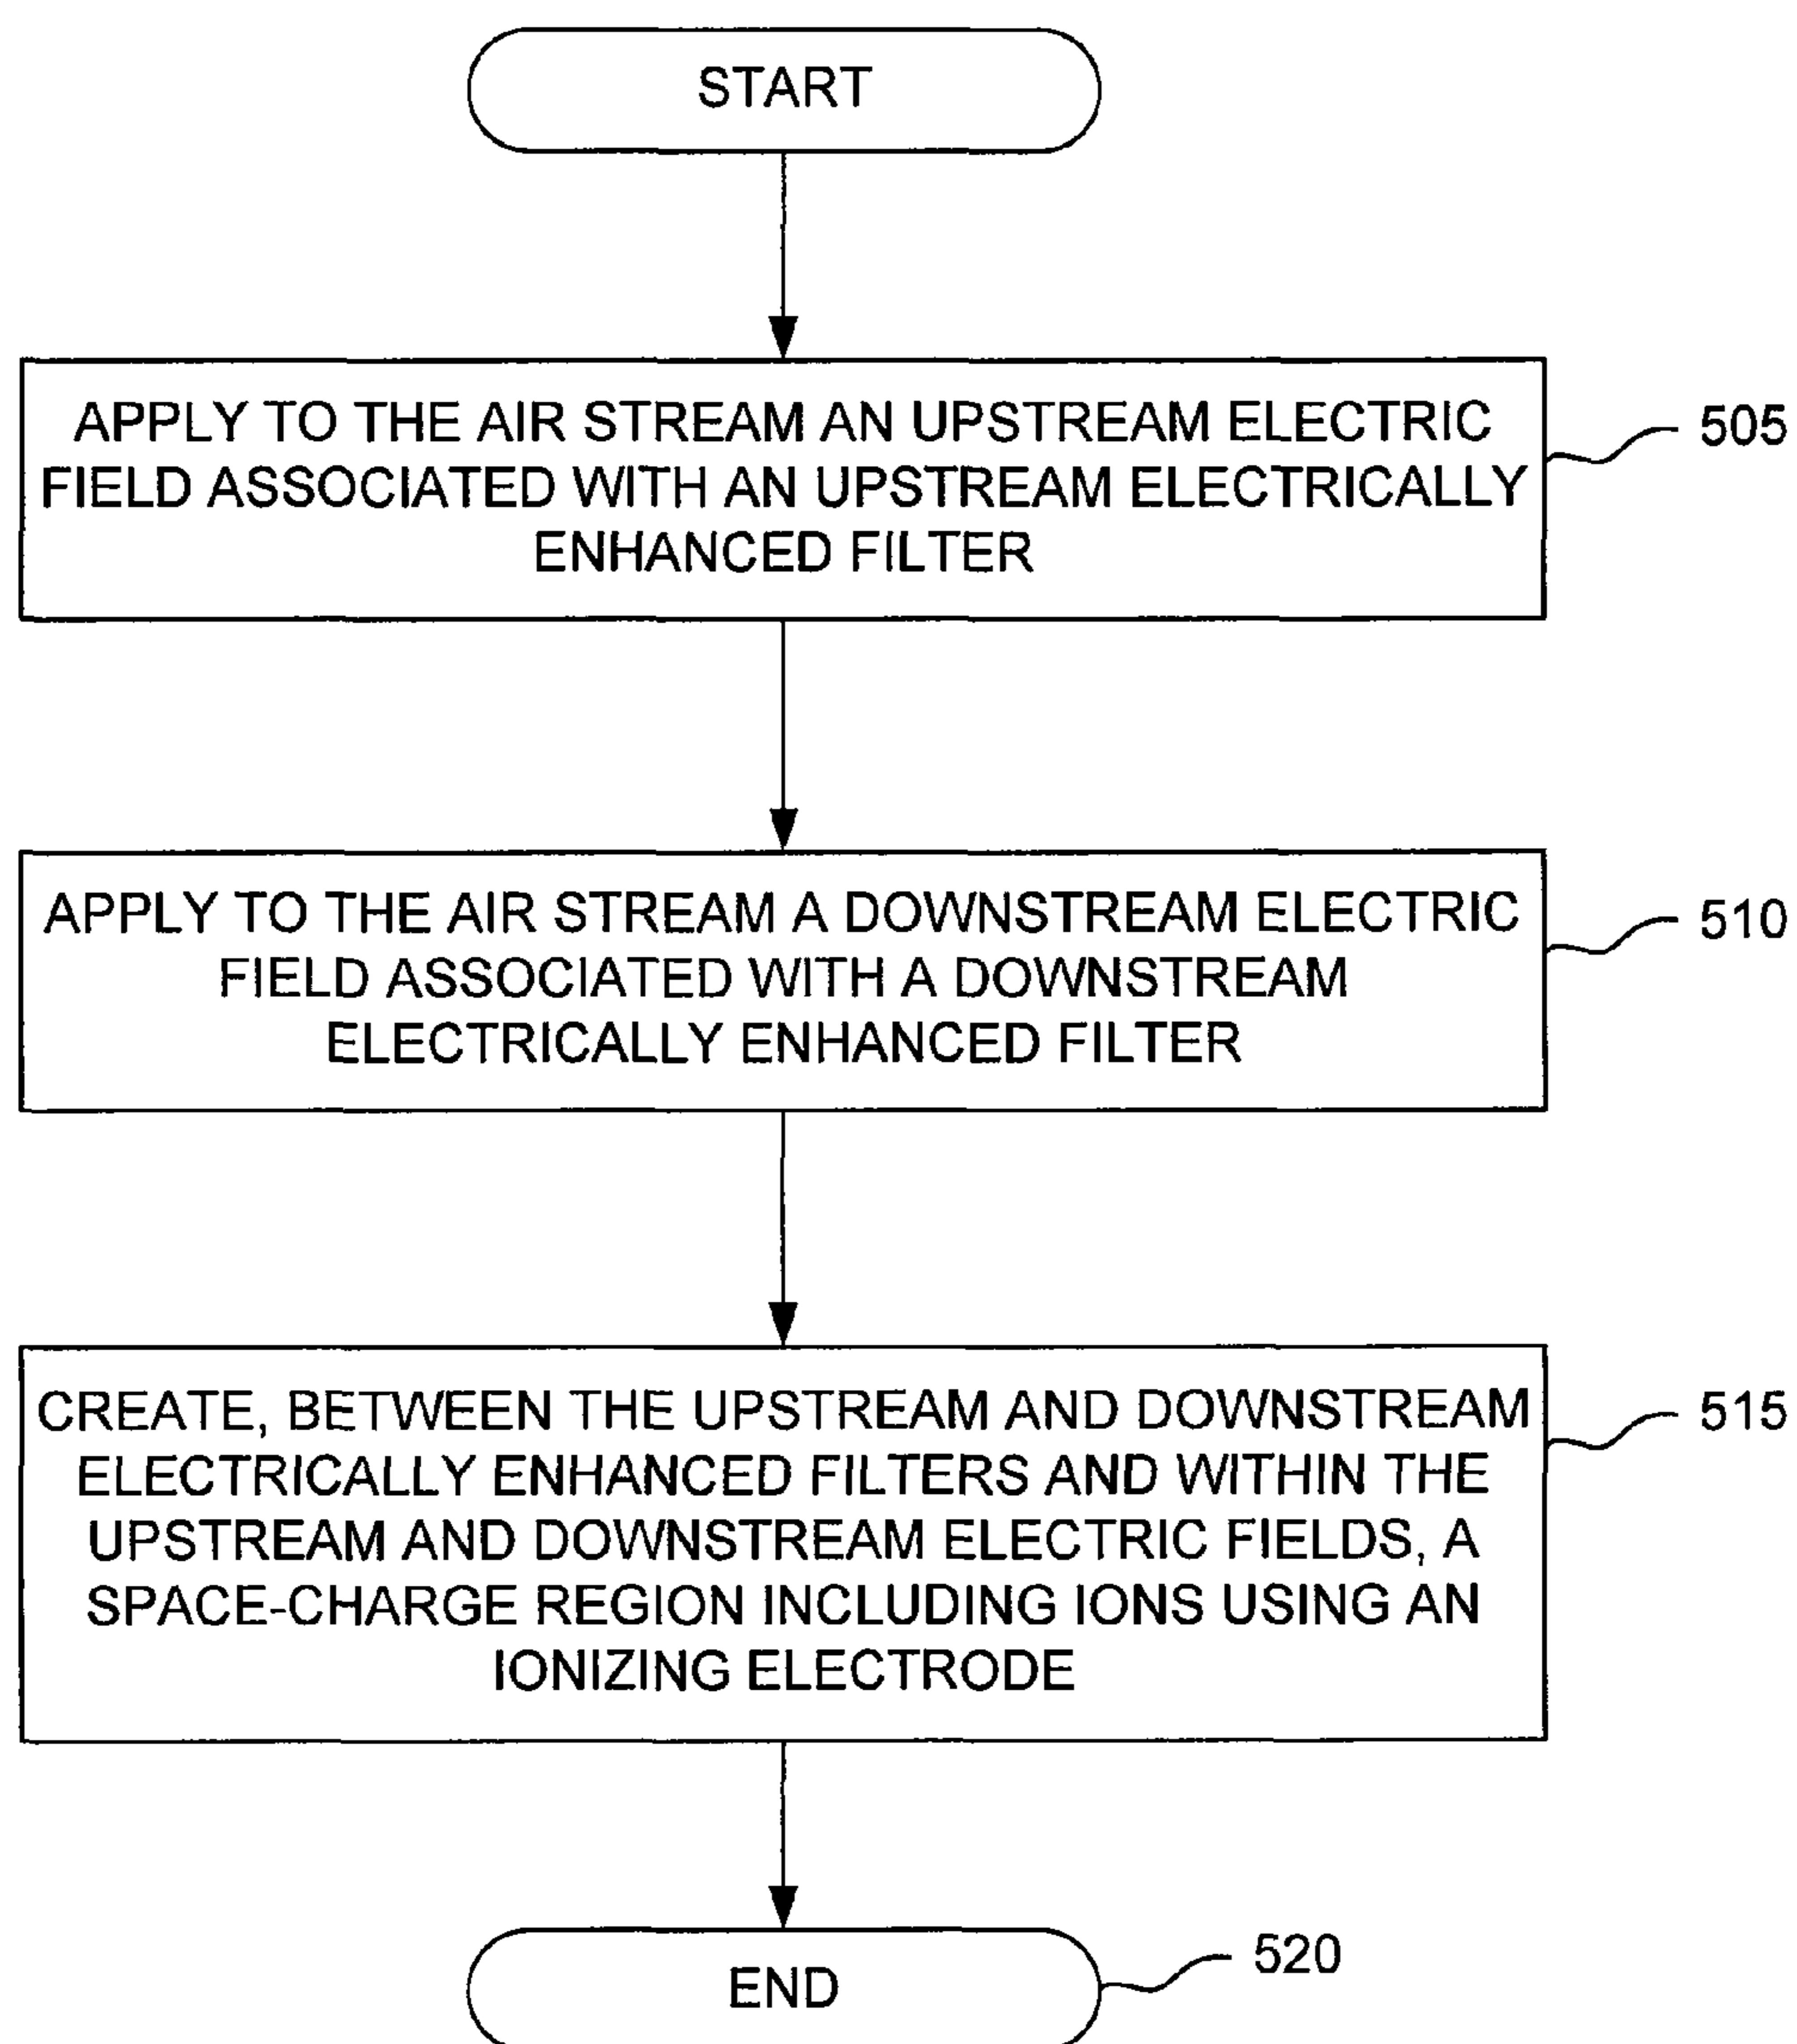 START
APPLY TO THE AIR STREAM AN UPSTREAM ELECTRIC
FIELD ASSOCIATED WITH AN UPSTREAM ELECTRICALLY
ENHANCED FILTER
505
APPLY TO THE AIR STREAM A DOWNSTREAM ELECTRIC
FIELD ASSOCIATED WITH A DOWNSTREAM
ELECTRICALLY ENHANCED FILTER
510
CREATE, BETWEEN THE UPSTREAM AND DOWNSTREAM
ELECTRICALLY ENHANCED FILTERS AND WITHIN THE
UPSTREAM AND DOWNSTREAM ELECTRIC FIELDS, A
SPACE-CHARGE REGION INCLUDING IONS USING AN
IONIZING ELECTRODE
515
END
520